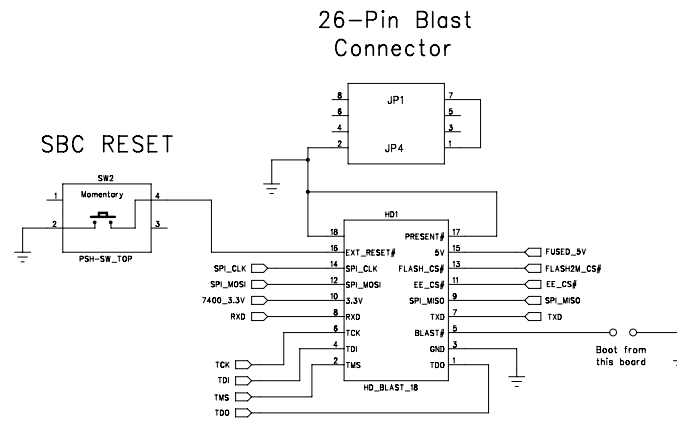 26-Pin Blast
Connector
8 JP1 7
6 5
4 3
2 JP4 1
SBC RESET
SW2
1 Momentary 4
2 3
PSH-SW_TOP
HD1
18 PRESENT# 17
16 EXT_RESET# 5V 15 FUSED_5V
SPI_CLK 14 SPI_CLK FLASH_CS# 13 FLASH2M_CS#
SPI_MOSI 12 SPI_MOSI EE_CS# 11 EE_CS#
7400_3.3V 10 3.3V SPI_MISO 9 SPI_MISO
RXD 8 RXD TXD 7 TXD
6 TCK BLAST# 5
4 TDI GND 3
2 TMS TDO 1
Boot from
this board
TCK
TDI
TMS
TDO
HD_BLAST_18